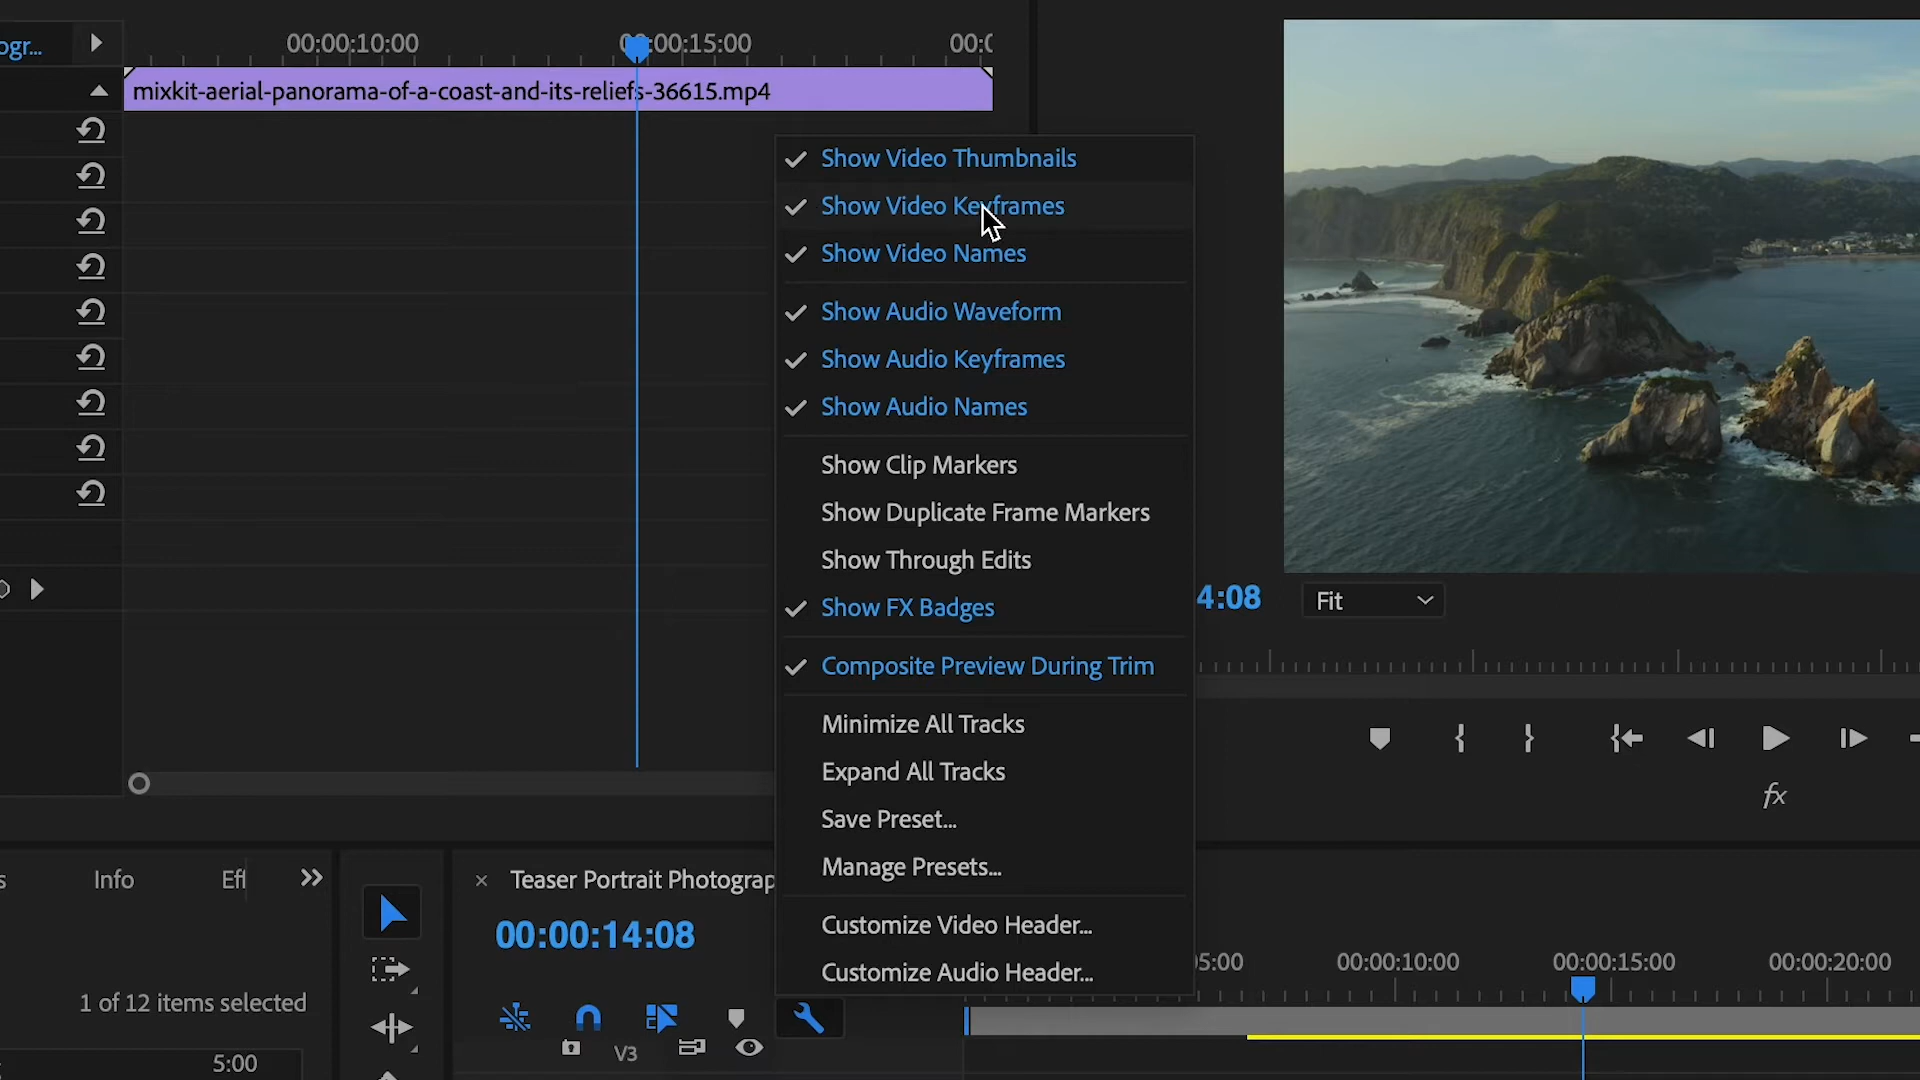 ogr...
00:00:10:00
00:00:15:00
00:(
mixkit-aerial-panorama-of-a-coast-and-its-reliefs-36615.mp4
Show Video Thumbnails
Show Video Keyframes
Show Video Names
Show Audio Waveform
Show Audio Keyframes
Show Audio Names
Show Clip Markers
Show Duplicate Frame Markers
Show Through Edits
Show FX Badges
Composite Preview During Trim
Minimize All Tracks
Expand All Tracks
Save Preset...
Manage Presets...
Customize Video Header...
Customize Audio Header...
4:08
Fit
fx
s
Info
Eff
Teaser Portrait Photograp
00:00:14:08
1 of 12 items selected
5:00
V3
05:00
00:00:10:00
00:00:15:00
00:00:20:00